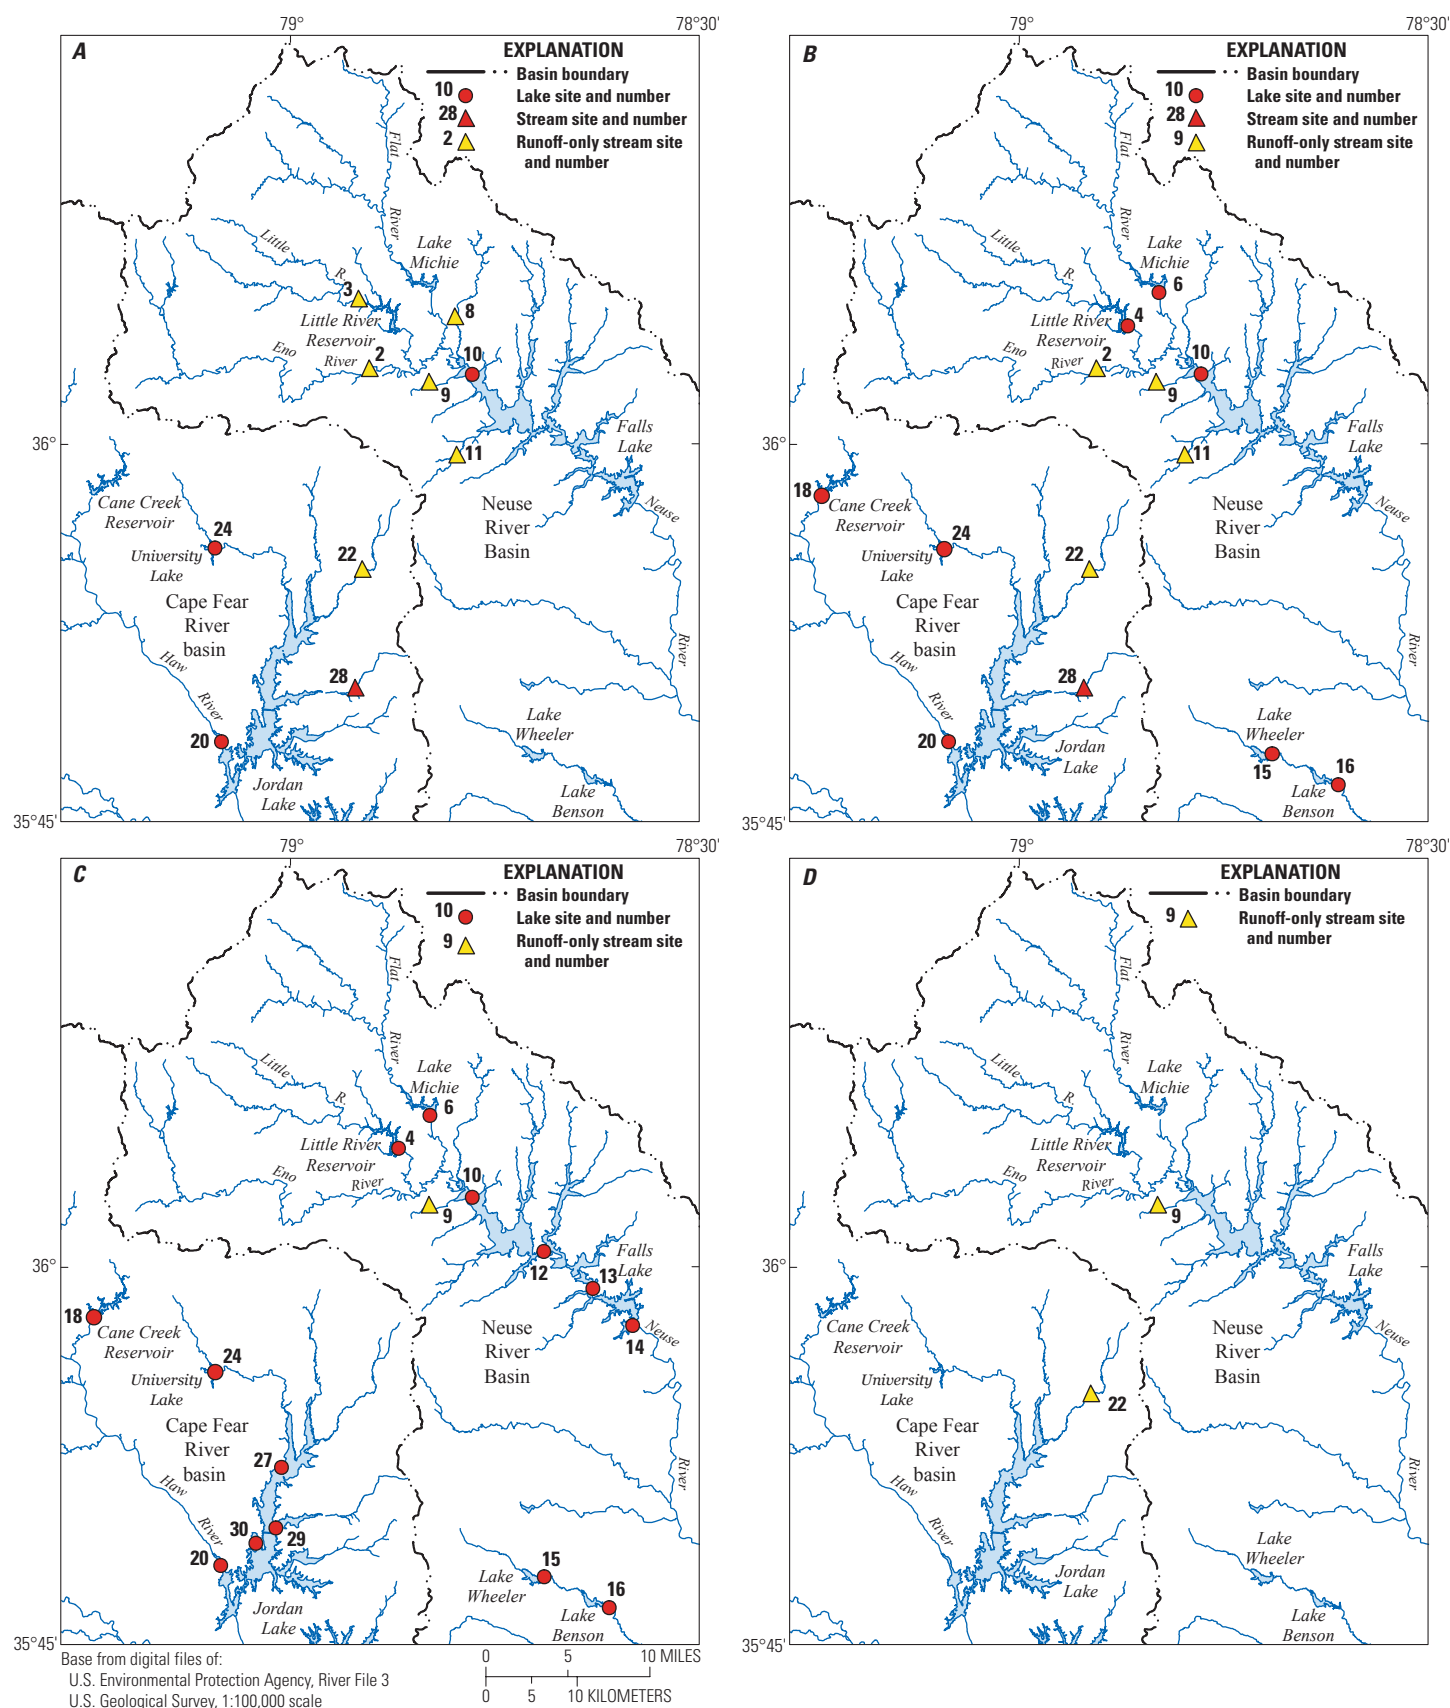 79°
78°30'
A
EXPLANATION
Basin boundary
10 Lake site and number
28 Stream site and number
2 Runoff-only stream site
and number
Flat
River
Little
R.
Lake
Michie
3
8
Little River
Reservoir
Eno
River
2
10
9
36°
Falls
Lake
11
Cane Creek
Reservoir
24
University
Lake
22
Neuse
River
Basin
Neuse
River
Cape Fear
River
basin
Haw
River
28
20
Jordan
Lake
Lake
Wheeler
Lake
Benson
35°45'
79°
78°30'
B
EXPLANATION
Basin boundary
10 Lake site and number
28 Stream site and number
9 Runoff-only stream site
and number
Flat
River
Little
R.
Lake
Michie
6
4
Little River
Reservoir
Eno
River
2
10
9
36°
Falls
Lake
11
18
Cane Creek
Reservoir
24
University
Lake
22
Neuse
River
Basin
Neuse
River
Cape Fear
River
basin
Haw
River
28
20
Jordan
Lake
Lake
Wheeler
15
16
Lake
Benson
35°45'
79°
78°30'
C
EXPLANATION
Basin boundary
10 Lake site and number
9 Runoff-only stream site
and number
Flat
River
Little
R.
Lake
Michie
6
4
Little River
Reservoir
Eno
River
10
9
36°
Falls
Lake
12
13
14
18
Cane Creek
Reservoir
24
University
Lake
Neuse
River
Basin
Neuse
River
Cape Fear
River
basin
27
Haw
River
30
29
20
Jordan
Lake
15
Lake
Wheeler
16
Lake
Benson
35°45'
79°
78°30'
D
EXPLANATION
Basin boundary
9 Runoff-only stream site
and number
Flat
River
Little
R.
Lake
Michie
Little River
Reservoir
Eno
River
9
36°
Falls
Lake
Cane Creek
Reservoir
University
Lake
22
Neuse
River
Basin
Neuse
River
Cape Fear
River
basin
Haw
River
Jordan
Lake
Lake
Wheeler
Lake
Benson
35°45'
Base from digital files of:
U.S. Environmental Protection Agency, River File 3
U.S. Geological Survey, 1:100,000 scale
0 5 10 MILES
0 5 10 KILOMETERS